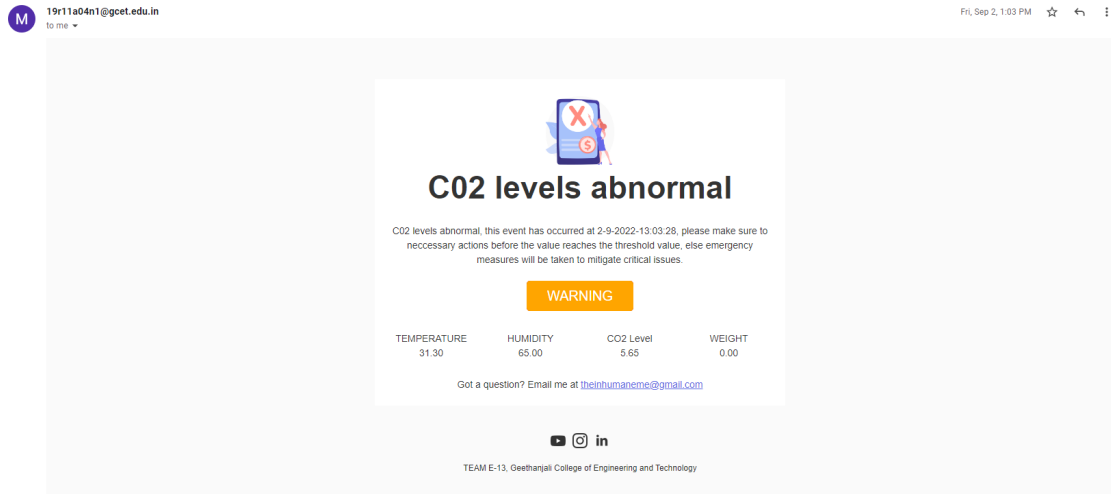 M
19r11a04n1@gcet.edu.in
Fri, Sep 2, 1:03 PM
to me
X
$
C02 levels abnormal
C02 levels abnormal, this event has occurred at 2-9-2022-13:03:28, please make sure to
neccessary actions before the value reaches the threshold value, else emergency
measures will be taken to mitigate critical issues.
WARNING
TEMPERATURE HUMIDITY CO2 Level WEIGHT
31.30 65.00 5.65 0.00
Got a question? Email me at theinhumaneme@gmail.com
in
TEAM E-13, Geethanjali College of Engineering and Technology